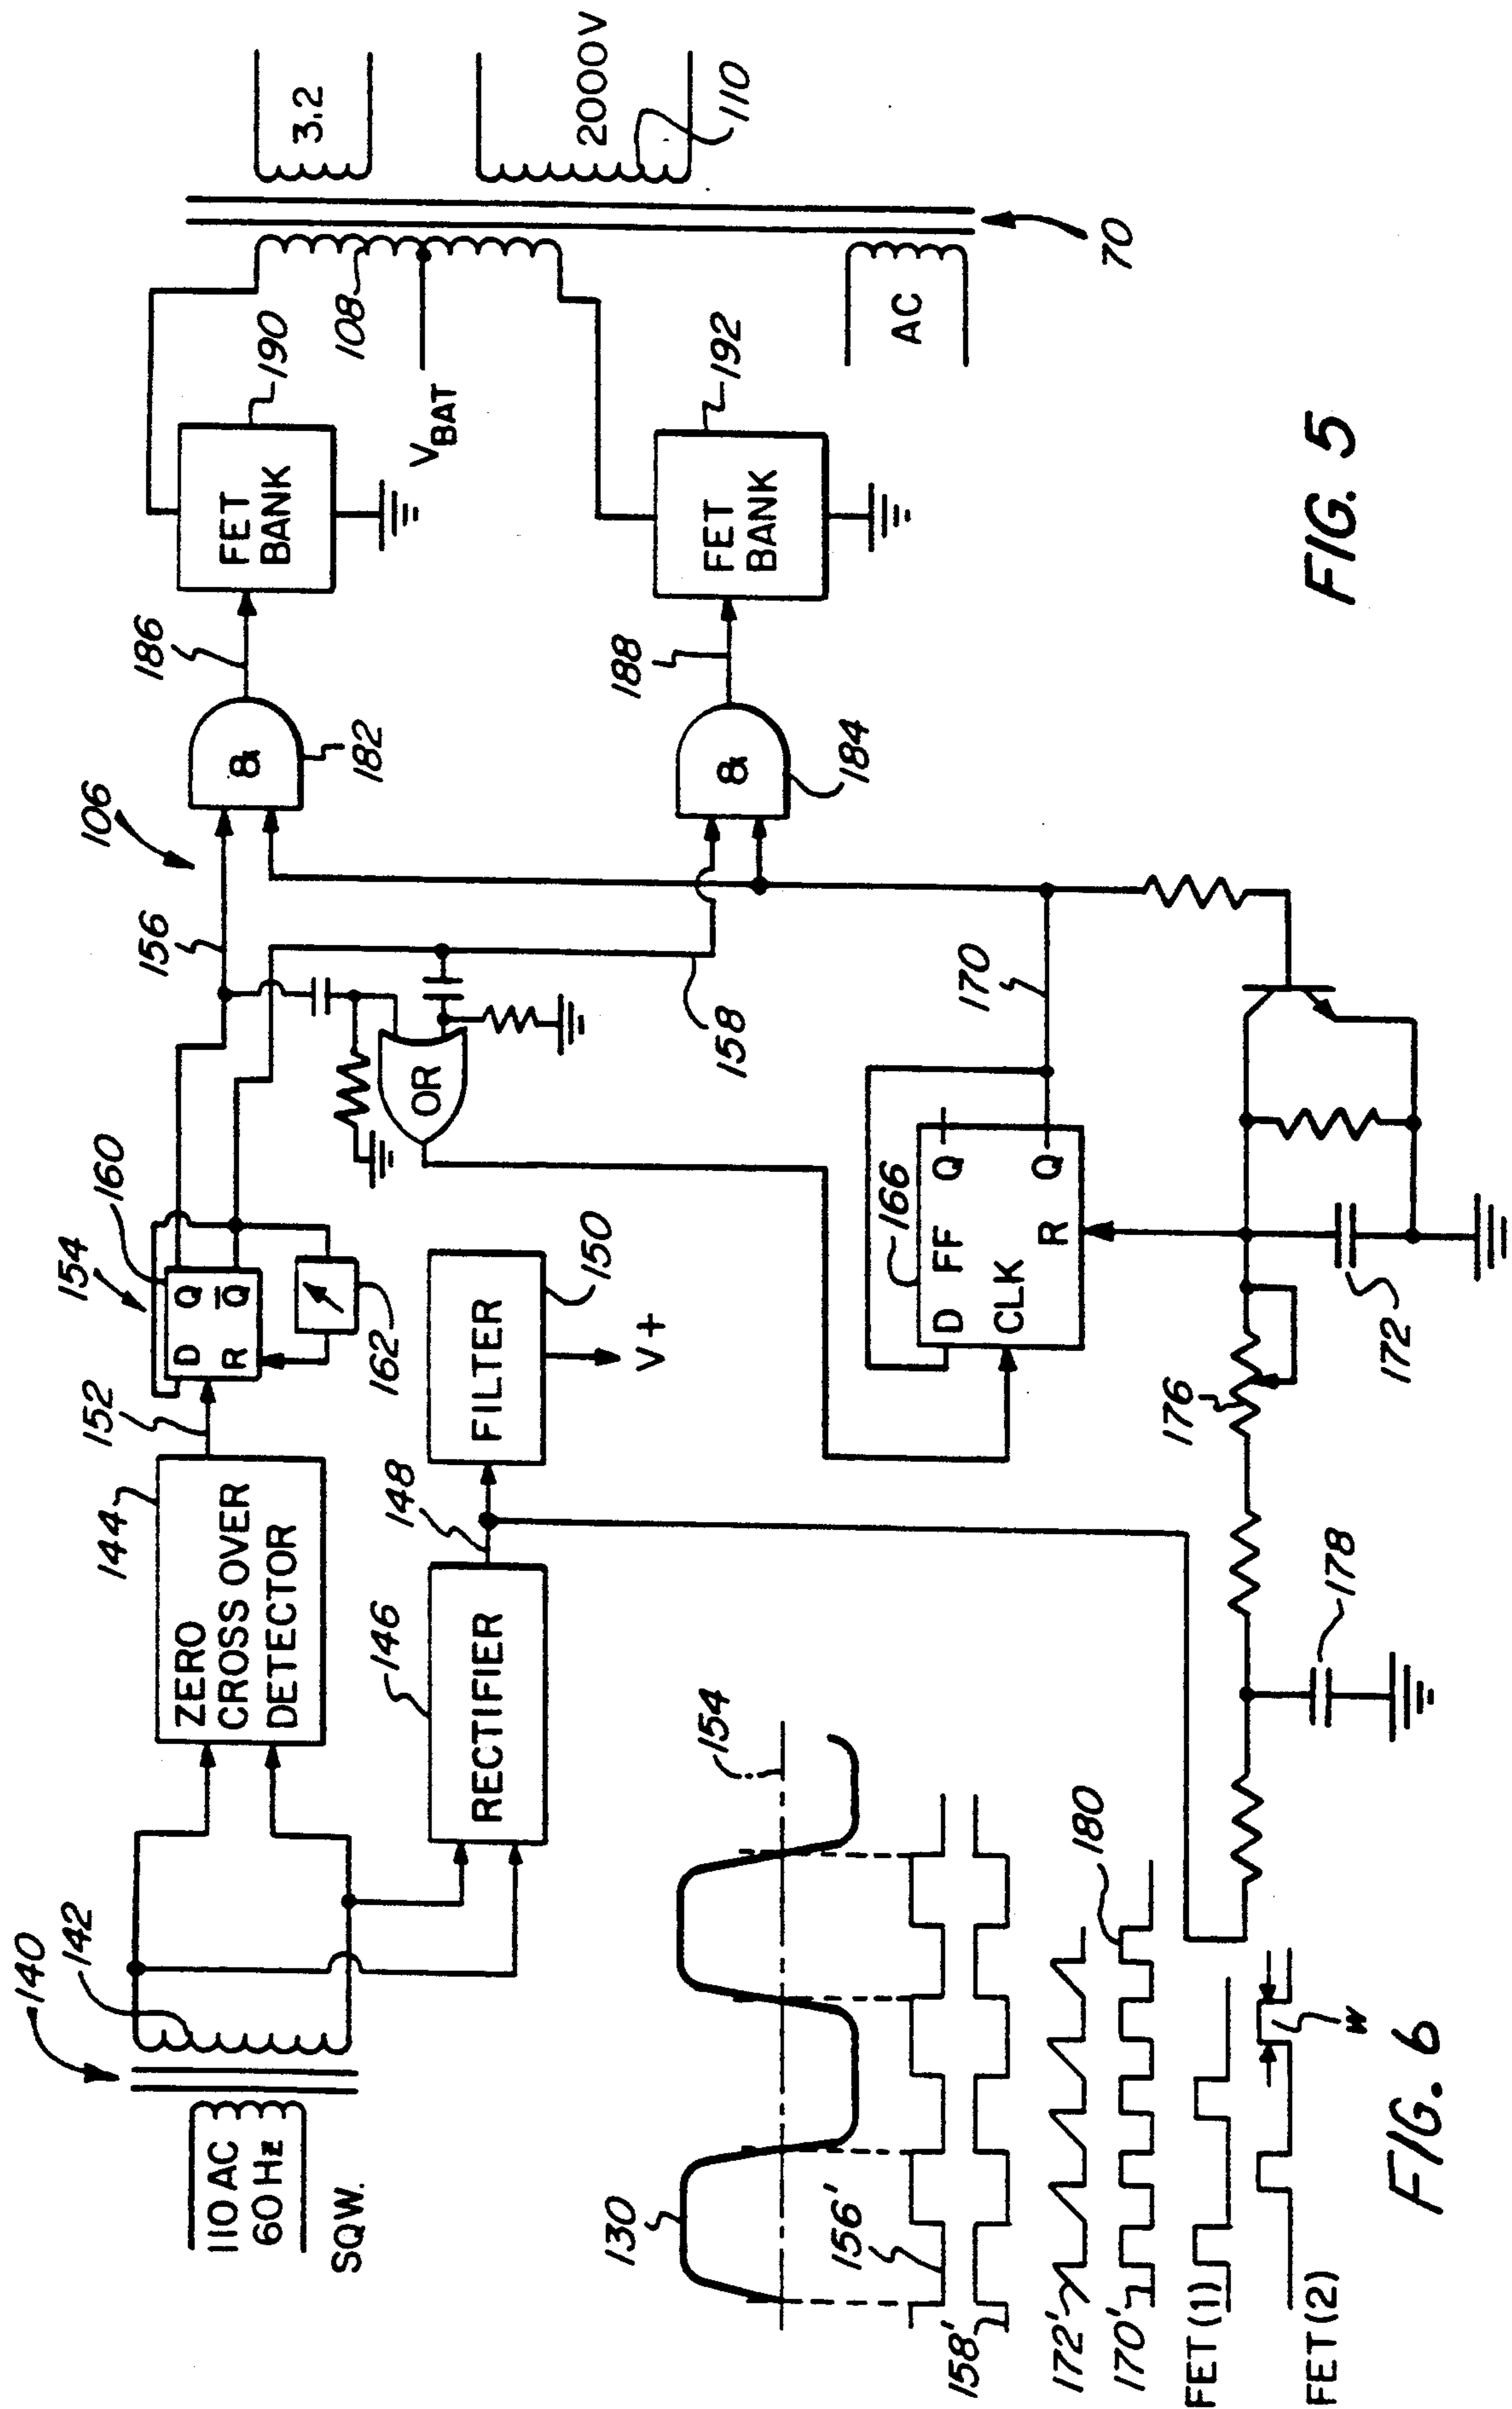 140
142
110 AC
60 Hz
SQW.
144
ZERO
CROSS OVER
DETECTOR
152
154
160
D Q
R Q̅
162
146
RECTIFIER
148
FILTER
150
V+
156
106
OR
158
&
182
&
184
186
188
FET
BANK
190
FET
BANK
192
108
VBAT
3.2
2000V
110
AC
70
166
D FF Q
CLK
R Q
170
172
176
178
FIG. 5
130
154
156'
158'
172'
170'
180
FET(1)
FET(2)
W
FIG. 6